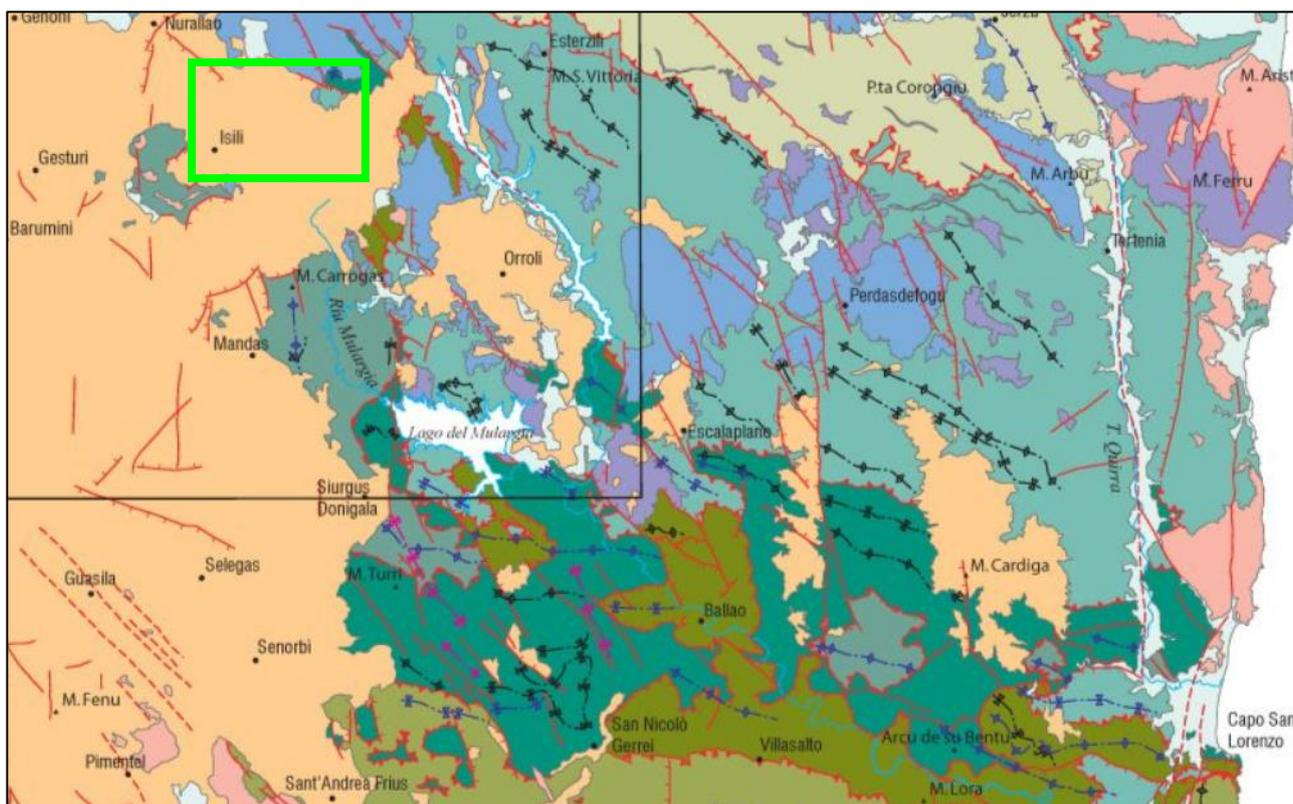 Genoni
Nurallao
Esterzili
M.S.Vittoria
P.ta Corongiu
M. Arist
Isili
Gesturi
M. Arbu
M. Ferru
Barumini
Tertenia
Orroli
M. Carrogas
Perdasdefogu
Riu Mulargia
Mandas
Lago del Mulargia
Escalaplano
T. Quirra
Siurgus
Donigala
Selegas
Guasila
M. Turri
M. Cardiga
Ballao
Senorbì
M. Fenu
San Nicolò
Gerrei
Villasalto
Arcu de su Bentu
Capo San
Lorenzo
Pimentel
Sant'Andrea Frius
M. Lora